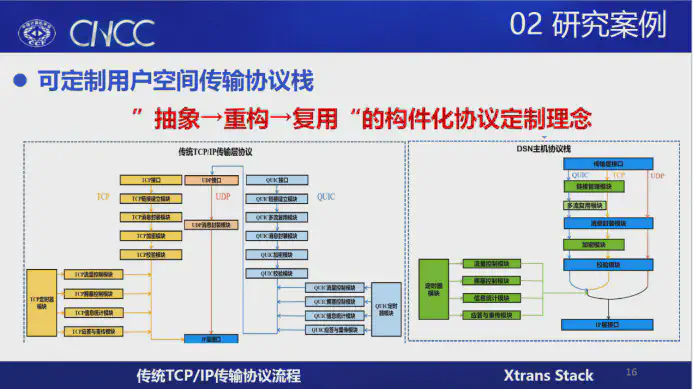 CNCC
02 研究案例
可定制用户空间传输协议栈
”抽象→重构→复用“的构件化协议定制理念
传统TCP/IP传输层协议
TCP接口
UDP接口
QUIC接口
TCP
TCP链接建立模块
UDP
QUIC链接建立模块
QUIC
TCP消息封装模块
UDP消息封装模块
QUIC多流复用模块
TCP加密模块
QUIC消息封装模块
TCP校验模块
QUIC加密模块
QUIC校验模块
TCP定时器模块
TCP流量控制模块
TCP拥塞控制模块
TCP信息统计模块
TCP应答与重传模块
QUIC流量控制模块
QUIC拥塞控制模块
QUIC信息统计模块
QUIC应答与重传模块
QUIC定时器模块
IP层接口
DSN主机协议栈
传输层接口
QUIC
TCP
UDP
链接管理模块
多流复用模块
消息封装模块
加密模块
校验模块
定时器模块
流量控制模块
拥塞控制模块
信息统计模块
应答与重传模块
IP层接口
传统TCP/IP传输协议流程
Xtrans Stack
16